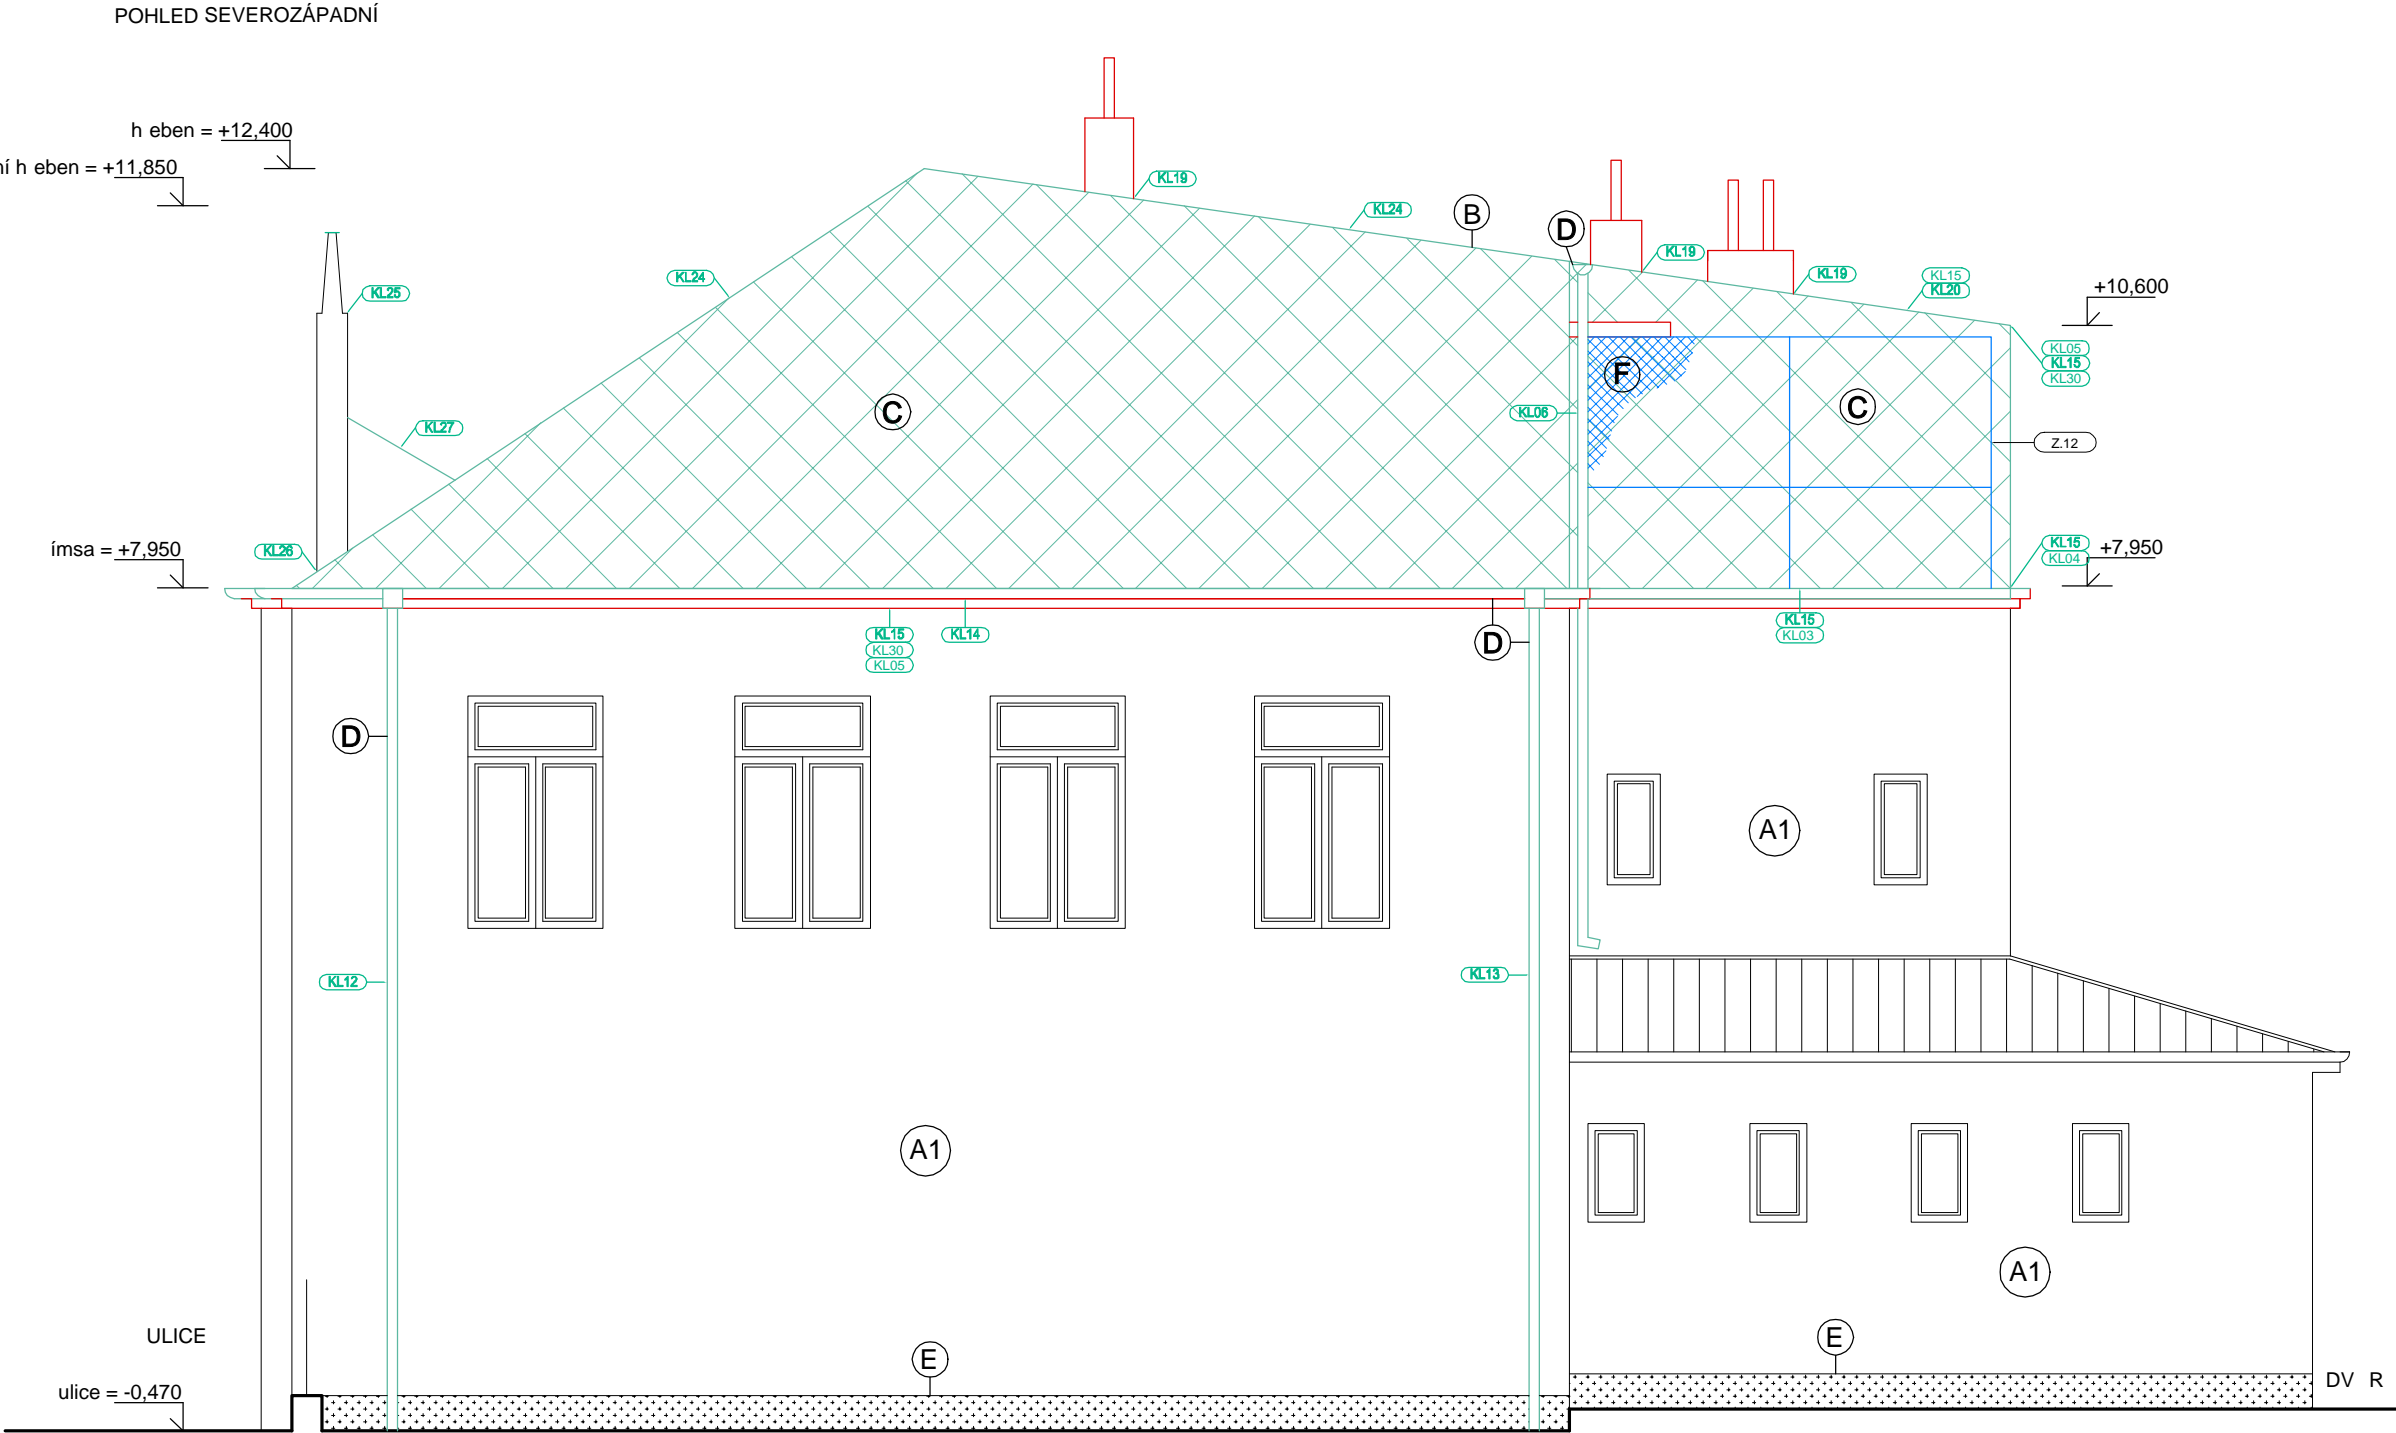 POHLED SEVEROZÁPADNÍ
h eben = +12,400
ní h eben = +11,850
KL19
KL24
B
D
KL19
KL19
KL15
KL20
+10,600
KL24
KL25
KL05
KL15
KL30
F
C
C
KL06
KL27
Z.12
ímsa = +7,950
KL26
KL15
KL04
+7,950
KL15
KL30
KL05
KL14
D
KL15
KL03
D
A1
KL12
KL13
A1
A1
ULICE
E
E
ulice = -0,470
DV R